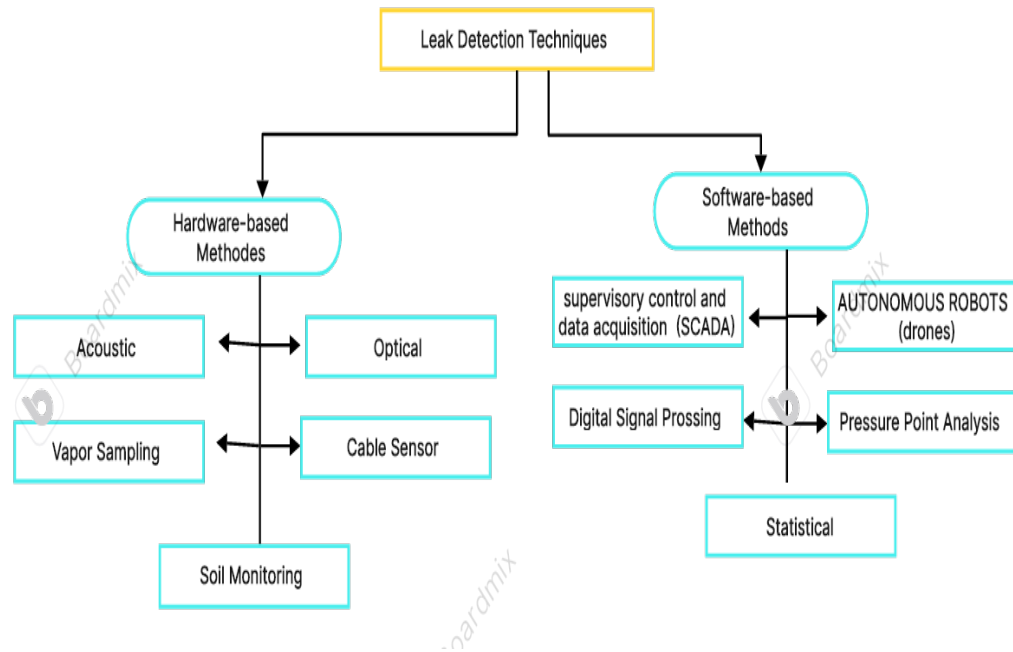 Leak Detection Techniques
Hardware-based
Methodes
Software-based
Methods
Acoustic
Optical
Vapor Sampling
Cable Sensor
Soil Monitoring
supervisory control and
data acquisition (SCADA)
AUTONOMOUS ROBOTS
(drones)
Digital Signal Prossing
Pressure Point Analysis
Statistical
Boardmix
Boardmix
Boardmix